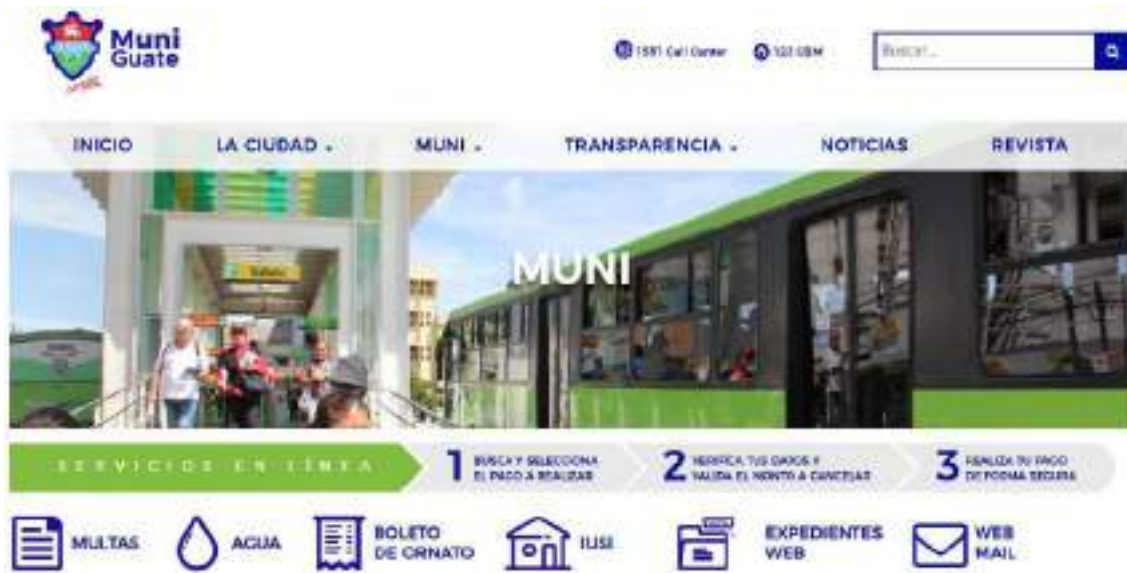 Muni
Guate
1551 Call Center
Buscar...
INICIO
LA CIUDAD
MUNI
TRANSPARENCIA
NOTICIAS
REVISTA
MUNI
SERVICIOS EN LÍNEA
1 BUSCA Y SELECCIONA
EL PAGO A REALIZAR
2 VERIFICA TUS DATOS Y
VALIDA EL MONTO A CANCELAR
3 REALIZA TU PAGO
DE FORMA SEGURA
MULTAS
AGUA
BOLETO
DE ORNATO
IUSI
EXPEDIENTES
WEB
WEB
MAIL